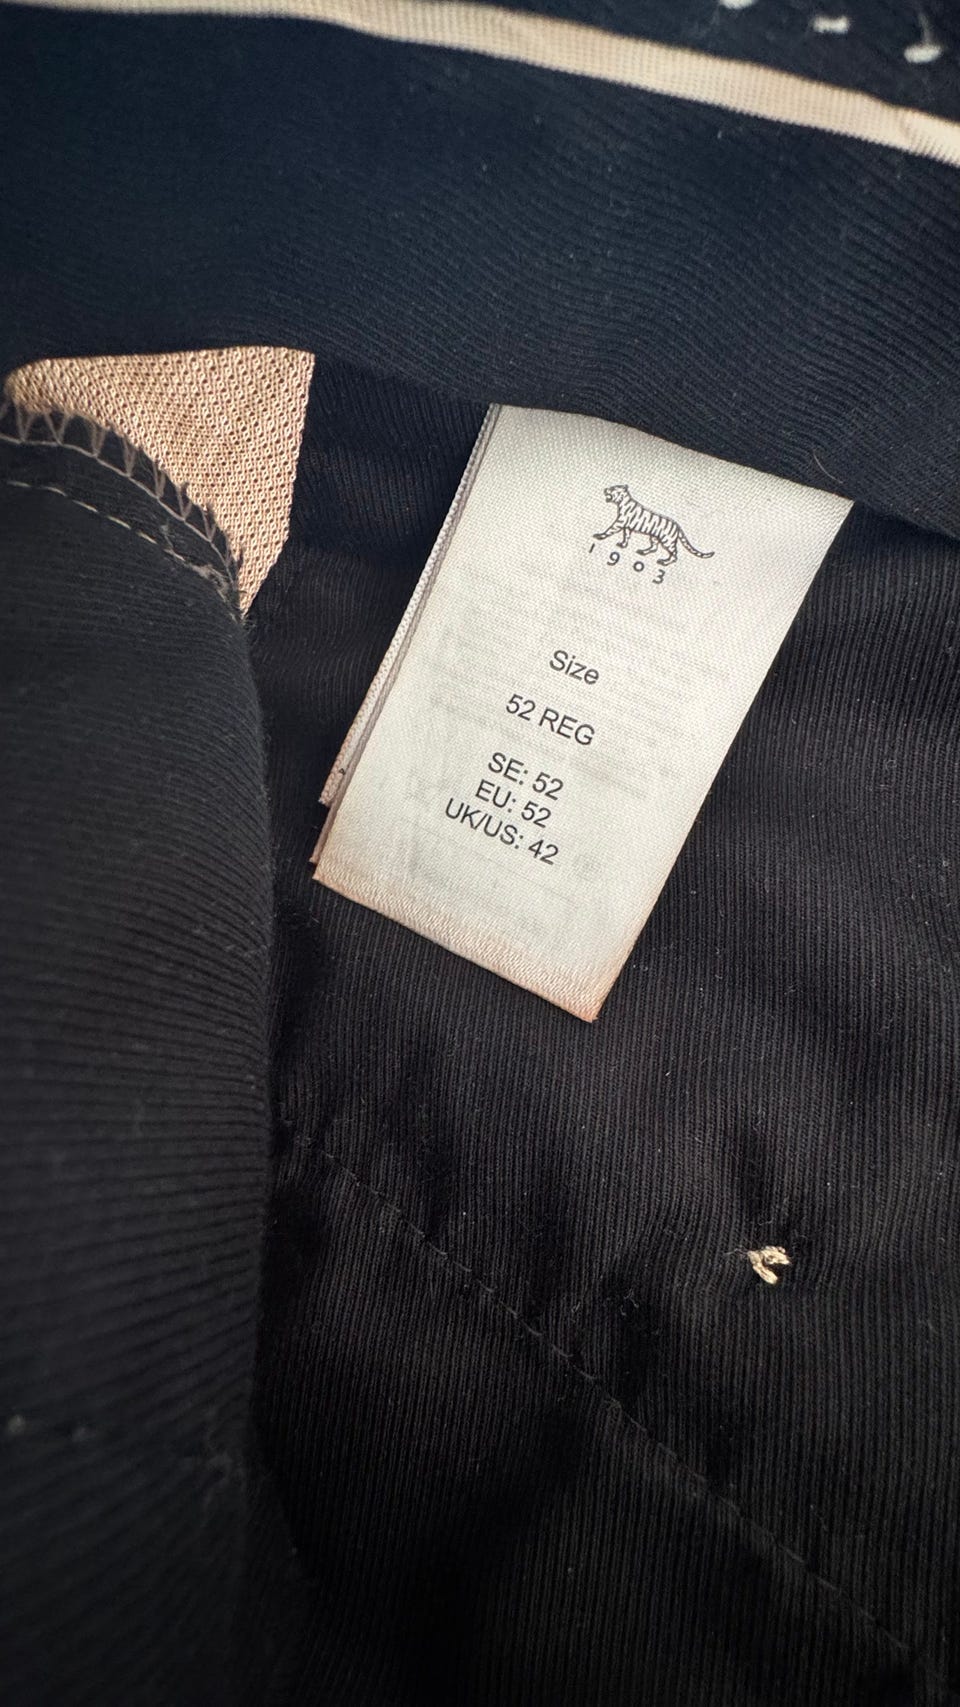 1903
Size
52 REG
SE: 52
EU: 52
UK/US: 42